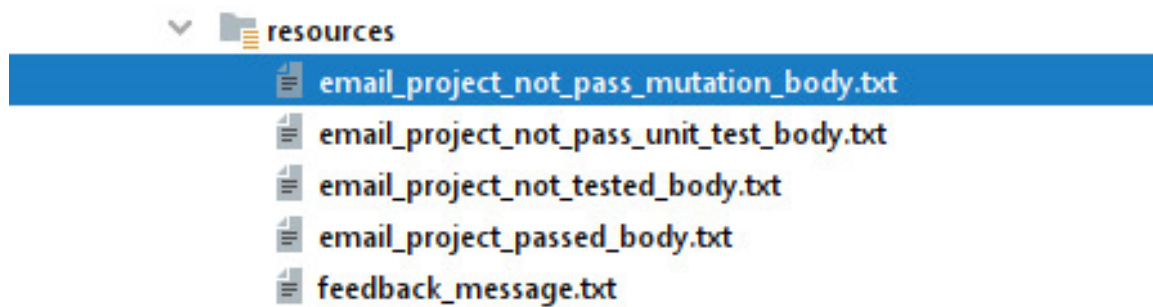 resources
email_project_not_pass_mutation_body.txt
email_project_not_pass_unit_test_body.txt
email_project_not_tested_body.txt
email_project_passed_body.txt
feedback_message.txt